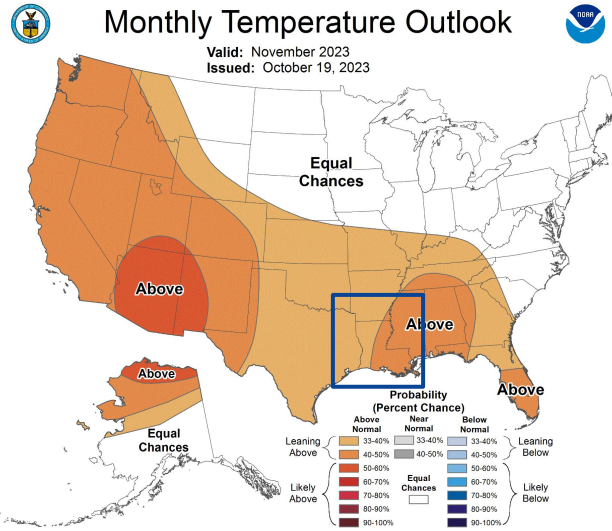 Monthly Temperature Outlook
NOAA
Valid: November 2023
Issued: October 19, 2023
Equal
Chances
Above
Above
Above
Above
Equal
Chances
Probability
(Percent Chance)
Above
Normal
Near
Normal
Below
Normal
Leaning
Above
33-40%
40-50%
33-40%
40-50%
33-40%
40-50%
Leaning
Below
Likely
Above
50-60%
60-70%
70-80%
80-90%
90-100%
Equal
Chances
50-60%
60-70%
70-80%
80-90%
90-100%
Likely
Below